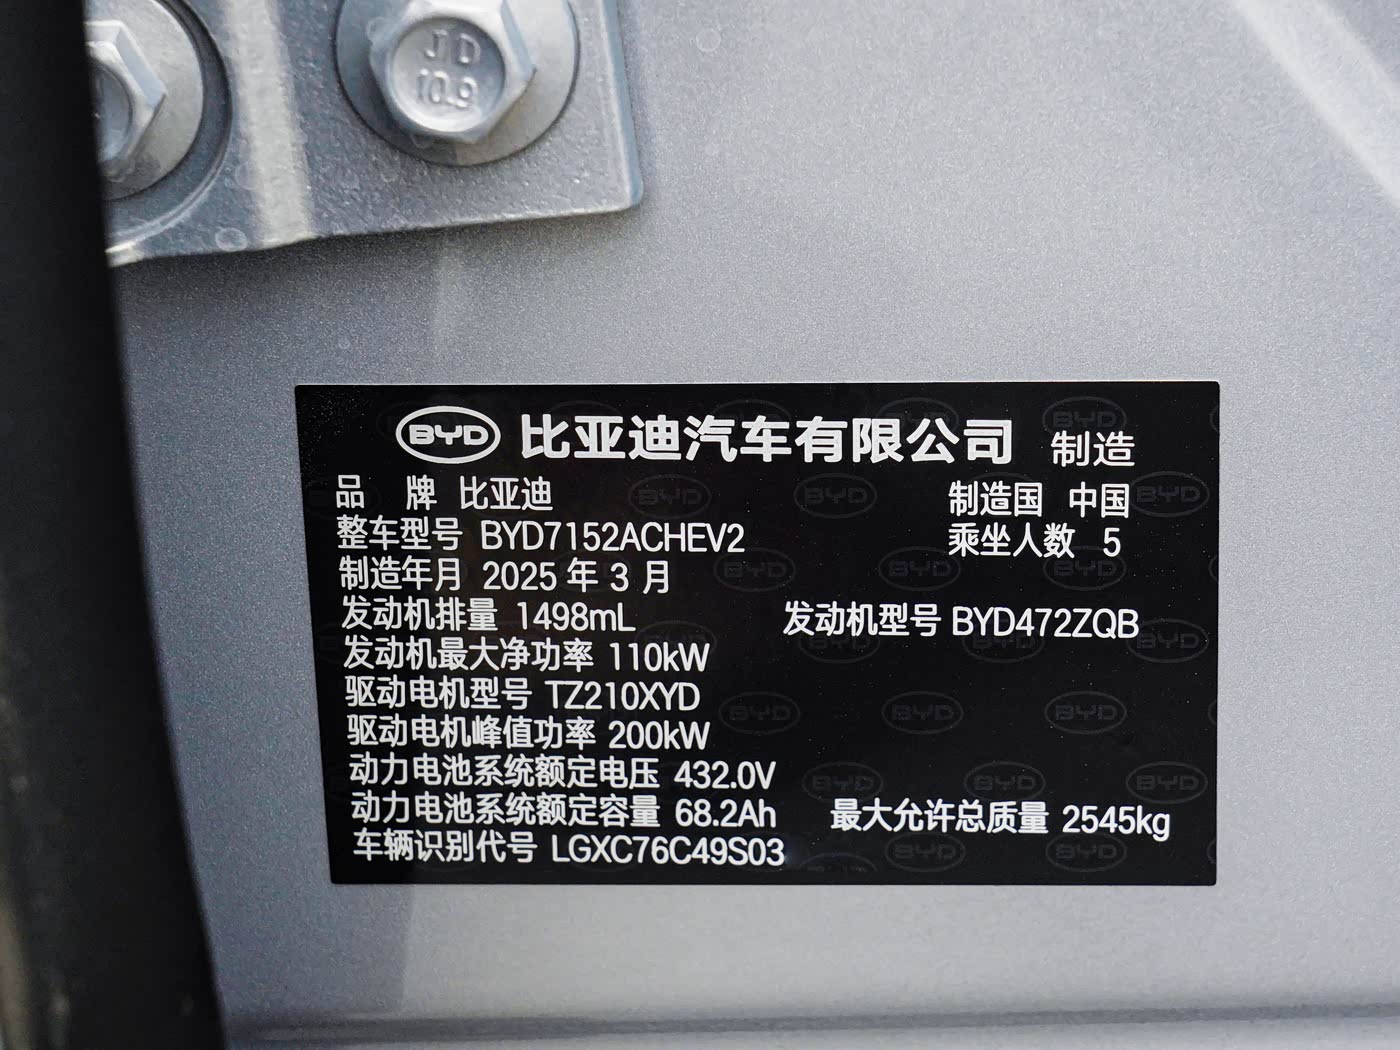 JD
10.9
BYD 比亚迪汽车有限公司 制造
品 牌 比亚迪 制造国 中国
整车型号 BYD7152ACHEV2 乘坐人数 5
制造年月 2025 年 3 月
发动机排量 1498mL 发动机型号 BYD472ZQB
发动机最大净功率 110kW
驱动电机型号 TZ210XYD
驱动电机峰值功率 200kW
动力电池系统额定电压 432.0V
动力电池系统额定容量 68.2Ah 最大允许总质量 2545kg
车辆识别代号 LGXC76C49S03